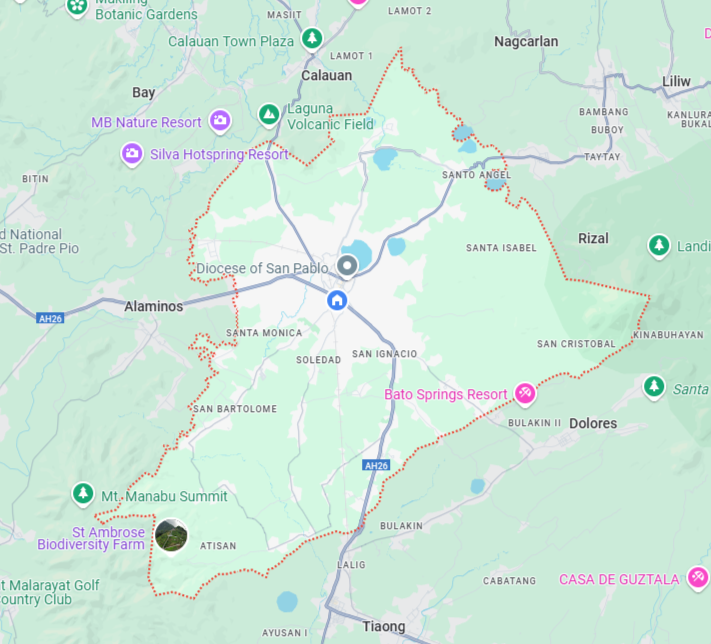 Makiling
Botanic Gardens
MASIIT
LAMOT 2
Calauan Town Plaza
Nagcarlan
LAMOT 1
Calauan
Liliw
Bay
MB Nature Resort
Laguna
Volcanic Field
BAMBANG
BUBOY
Silva Hotspring Resort
TAYTAY
BITIN
SANTO ANGEL
d National
St. Padre Pio
SANTA ISABEL
Rizal
Landi
Diocese of San Pablo
Alaminos
AH26
SANTA MONICA
SOLEDAD
SAN IGNACIO
SAN CRISTOBAL
KINABUHAYAN
Bato Springs Resort
Santa
SAN BARTOLOME
BULAKIN II
Dolores
AH26
Mt. Manabu Summit
St Ambrose
Biodiversity Farm
ATISAN
BULAKIN
LALIG
t Malarayat Golf
ountry Club
CABATANG
CASA DE GUZTALA
AYUSAN I
Tiaong